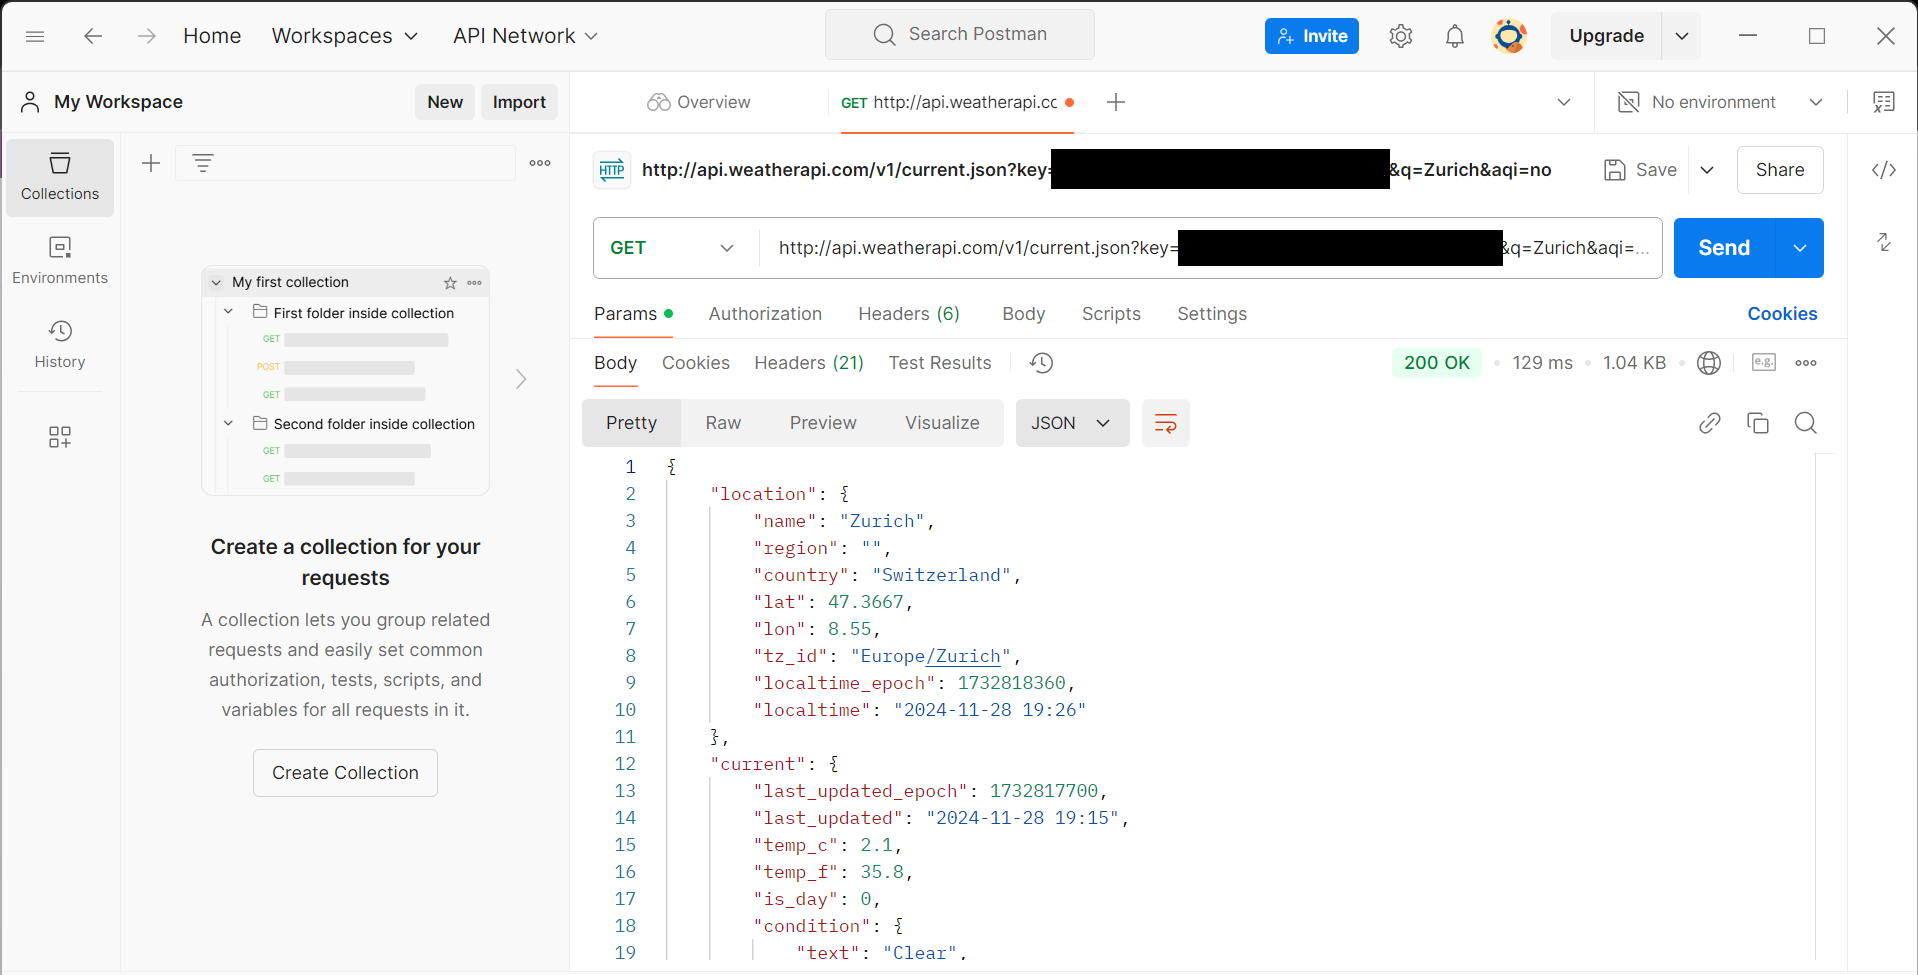 Home Workspaces API Network Search Postman Invite Upgrade
My Workspace New Import
Overview GET http://api.weatherapi.cc No environment
Collections
Environments
History
My first collection
First folder inside collection
GET
POST
GET
Second folder inside collection
GET
GET
Create a collection for your
requests
A collection lets you group related
requests and easily set common
authorization, tests, scripts, and
variables for all requests in it.
Create Collection
HTTP http://api.weatherapi.com/v1/current.json?key= &q=Zurich&aqi=no Save Share
GET http://api.weatherapi.com/v1/current.json?key= &q=Zurich&aqi=... Send
Params Authorization Headers (6) Body Scripts Settings Cookies
Body Cookies Headers (21) Test Results 200 OK 129 ms 1.04 KB e.g.
Pretty Raw Preview Visualize JSON
1 {
2 "location": {
3 "name": "Zurich",
4 "region": "",
5 "country": "Switzerland",
6 "lat": 47.3667,
7 "lon": 8.55,
8 "tz_id": "Europe/Zurich",
9 "localtime_epoch": 1732818360,
10 "localtime": "2024-11-28 19:26"
11 },
12 "current": {
13 "last_updated_epoch": 1732817700,
14 "last_updated": "2024-11-28 19:15",
15 "temp_c": 2.1,
16 "temp_f": 35.8,
17 "is_day": 0,
18 "condition": {
19 "text": "Clear",